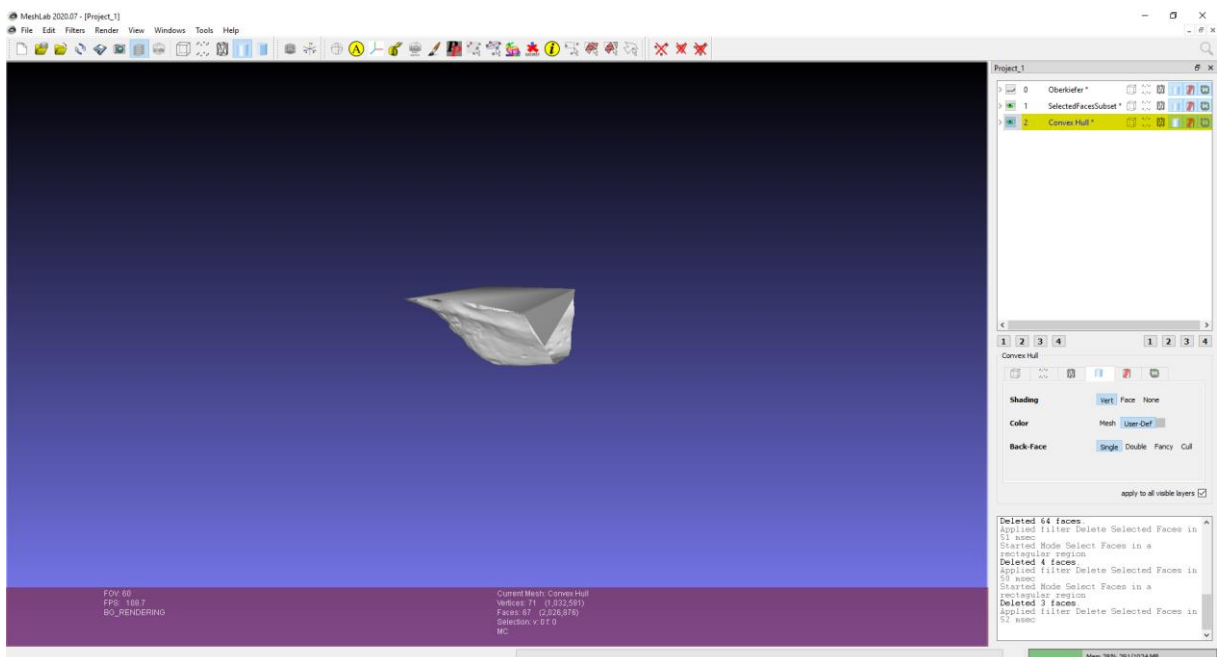 MeshLab 2020.07 - [Project_1]
File Edit Filters Render View Windows Tools Help
Project_1
0 Oberkiefer *
1 SelectedFacesSubset *
2 Convex Hull *
1 2 3 4 1 2 3 4
Convex Hull
Shading Vert Face None
Color Mesh User-Def
Back-Face Single Double Fancy Cull
apply to all visible layers
Deleted 64 faces.
Applied filter Delete Selected Faces in
51 msec
Started Mode Select Faces in a
rectagular region
Deleted 4 faces.
Applied filter Delete Selected Faces in
50 msec
Started Mode Select Faces in a
rectagular region
Deleted 3 faces.
Applied filter Delete Selected Faces in
52 msec
FOV: 60
FPS: 108.7
BO_RENDERING
Current Mesh: Convex Hull
Vertices: 71 (1,032,581)
Faces: 67 (2,026,876)
Selection: v: 0 f: 0
MC